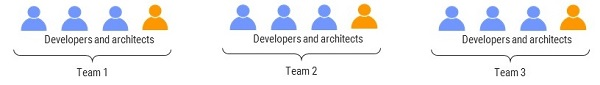 Developers and architects
Team 1
Developers and architects
Team 2
Developers and architects
Team 3